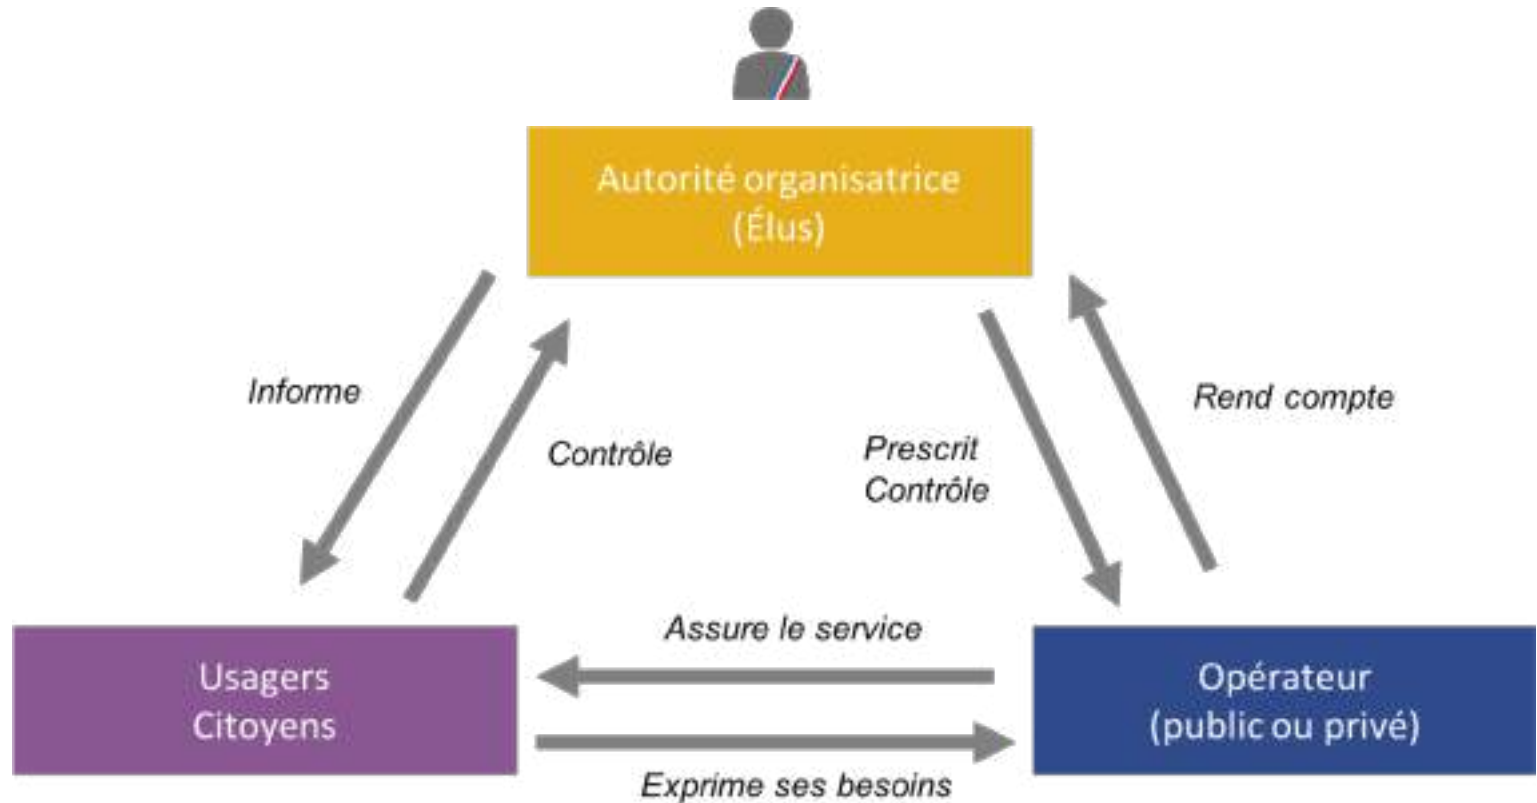 Autorité organisatrice
(Élus)
Informe
Rend compte
Contrôle
Prescrit
Contrôle
Assure le service
Usagers
Citoyens
Opérateur
(public ou privé)
Exprime ses besoins